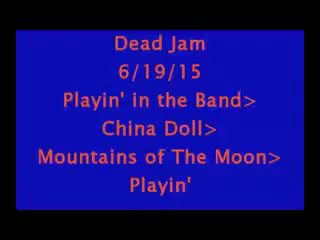 Dead Jam
6/19/15
Playin' in the Band>
China Doll>
Mountains of The Moon>
Playin'